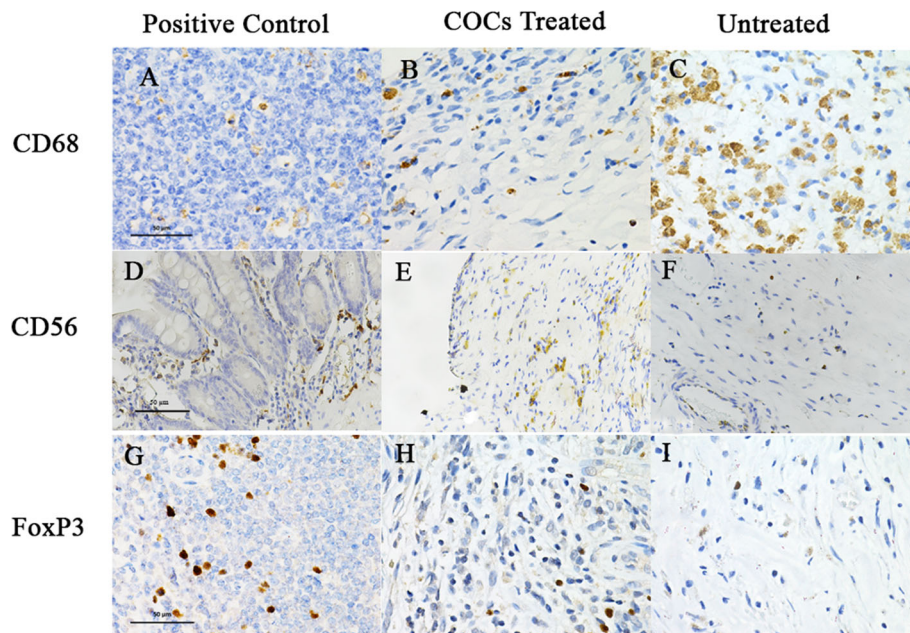 Positive Control COCs Treated Untreated
CD68 A B C
50 µm
CD56 D E F
50 µm
FoxP3 G H I
50 µm